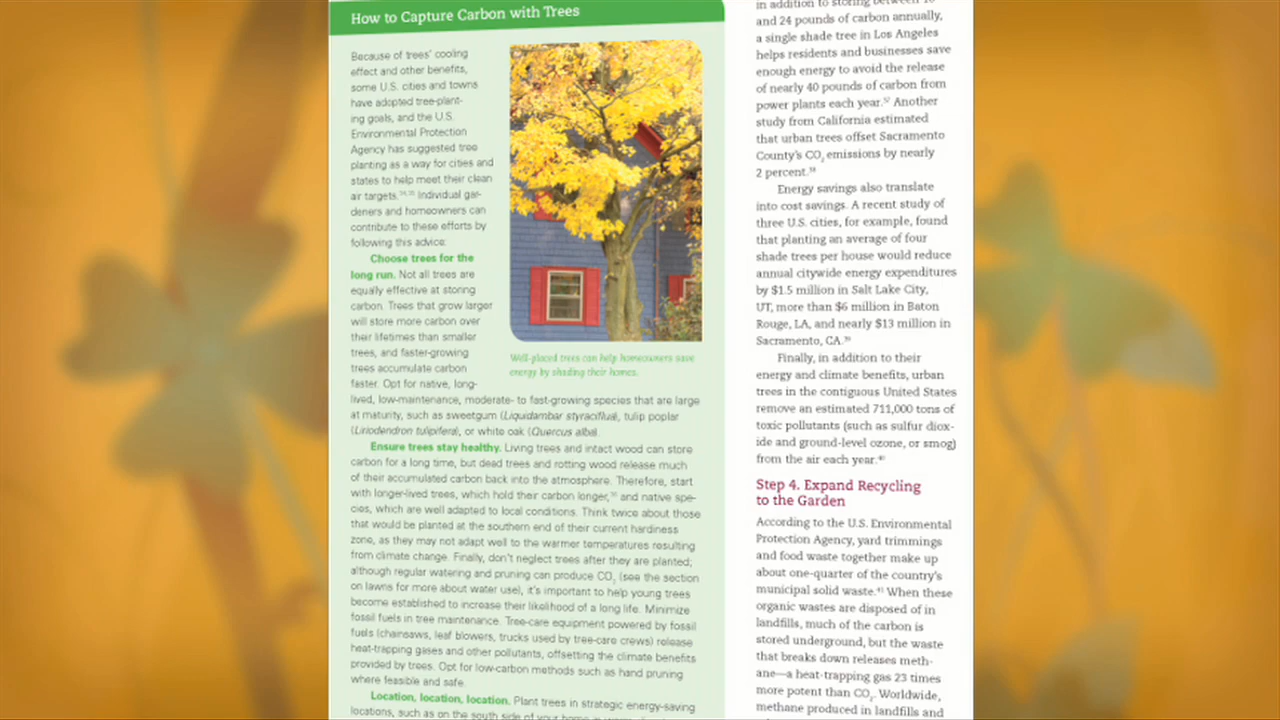 How to Capture Carbon with Trees
Because of trees' cooling
effect and other benefits,
some U.S. cities and towns
have adopted tree-plant-
ing goals, and the U.S.
Environmental Protection
Agency has suggested tree
planting as a way for cities and
states to help meet their clean
air targets. Individual gar-
deners and homeowners can
contribute to these efforts by
following this advice:
Choose trees for the
long run. Not all trees are
equally effective at storing
carbon. Trees that grow larger
will store more carbon over
their lifetimes than smaller
trees, and faster-growing
trees accumulate carbon
faster. Opt for native, long-
lived, low-maintenance, moderate- to fast-growing species that are large
at maturity, such as sweetgum (Liquidambar styraciflua), tulip poplar
(Liriodendron tulipifera), or white oak (Quercus alba).
Well-placed trees can help homeowners save
energy by shading their homes.
Ensure trees stay healthy. Living trees and intact wood can store
carbon for a long time, but dead trees and rotting wood release much
of their accumulated carbon back into the atmosphere. Therefore, start
with longer-lived trees, which hold their carbon longer, and native spe-
cies, which are well adapted to local conditions. Think twice about those
that would be planted at the southern end of their current hardiness
zone, as they may not adapt well to the warmer temperatures resulting
from climate change. Finally, don't neglect trees after they are planted;
although regular watering and pruning can produce CO₂ (see the section
on lawns for more about water use), it's important to help young trees
become established to increase their likelihood of a long life. Minimize
fossil fuels in tree maintenance. Tree-care equipment powered by fossil
fuels (chainsaws, leaf blowers, trucks used by tree-care crews) release
heat-trapping gases and other pollutants, offsetting the climate benefits
provided by trees. Opt for low-carbon methods such as hand pruning
where feasible and safe.
Location, location, location. Plant trees in strategic energy-saving
locations, such as on the south side of your home
in addition to storing between
and 24 pounds of carbon annually,
a single shade tree in Los Angeles
helps residents and businesses save
enough energy to avoid the release
of nearly 40 pounds of carbon from
power plants each year.³⁷ Another
study from California estimated
that urban trees offset Sacramento
County's CO₂ emissions by nearly
2 percent.³⁸
Energy savings also translate
into cost savings. A recent study of
three U.S. cities, for example, found
that planting an average of four
shade trees per house would reduce
annual citywide energy expenditures
by $1.5 million in Salt Lake City,
UT, more than $6 million in Baton
Rouge, LA, and nearly $13 million in
Sacramento, CA.³⁹
Finally, in addition to their
energy and climate benefits, urban
trees in the contiguous United States
remove an estimated 711,000 tons of
toxic pollutants (such as sulfur diox-
ide and ground-level ozone, or smog)
from the air each year.⁴⁰
Step 4. Expand Recycling
to the Garden
According to the U.S. Environmental
Protection Agency, yard trimmings
and food waste together make up
about one-quarter of the country's
municipal solid waste.⁴¹ When these
organic wastes are disposed of in
landfills, much of the carbon is
stored underground, but the waste
that breaks down releases meth-
ane—a heat-trapping gas 23 times
more potent than CO₂. Worldwide,
methane produced in landfills and